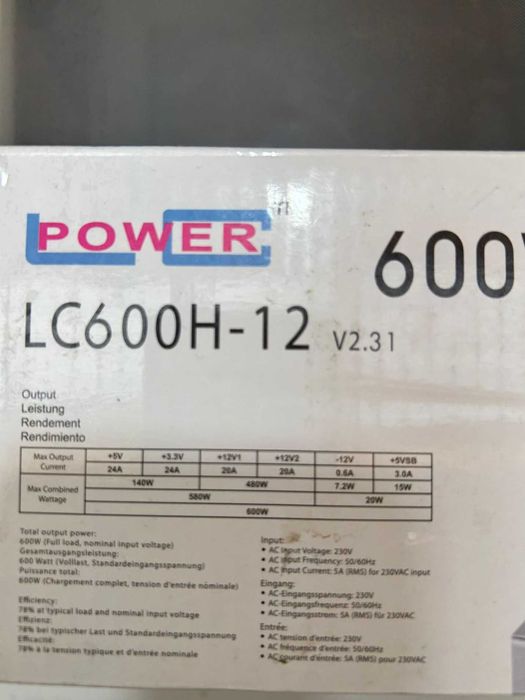 POWER
600
LC600H-12 V2.31
Output
Leistung
Rendement
Rendimiento
Max Output Current +5V +3.3V +12V1 +12V2 -12V +5VSB
24A 24A 20A 20A 0.6A 3.0A
Max Combined Wattage 140W 480W 7.2W 15W
580W 20W
600W
Total output power:
600W (Full load, nominal input voltage)
Gesamtausgangsleistung:
600 Watt (Volllast, Standardeingangsspannung)
Puissance total:
600W (Chargement complet, tension d'entrée nóminale)
Efficiency:
78% at typical load and nominal input voltage
Effizienz:
78% bei typischer Last und Standardeingangsspannung
Efficacité:
78% à la tension typique et d'entrée nominale
Input:
• AC Input Voltage: 230V
• AC Input Frequency: 50/60Hz
• AC Input Current: 5A (RMS) for 230VAC input
Eingang:
• AC-Eingangsspannung: 230V
• AC-Eingangsfrequenz: 50/60Hz
• AC-Eingangsstrom: 5A (RMS) für 230VAC
Entrée:
• AC tension d'entrée: 230V
• AC fréquence d'entrée: 50/60Hz
• AC courant d'entrée: 5A (RMS) pour 230VAC